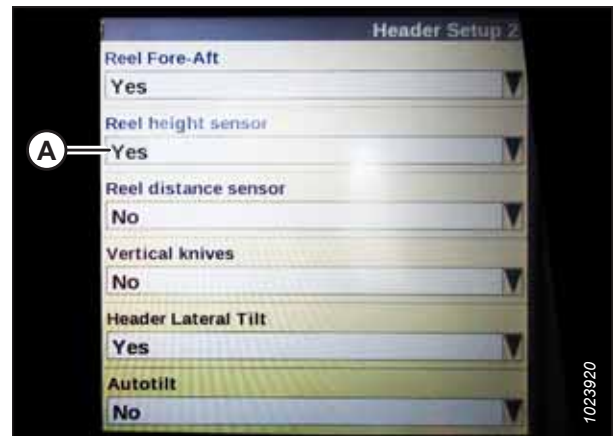 Header Setup 2
Reel Fore-Aft
Yes
Reel height sensor
A
Yes
Reel distance sensor
No
Vertical knives
No
Header Lateral Tilt
Yes
Autotilt
No
1023920